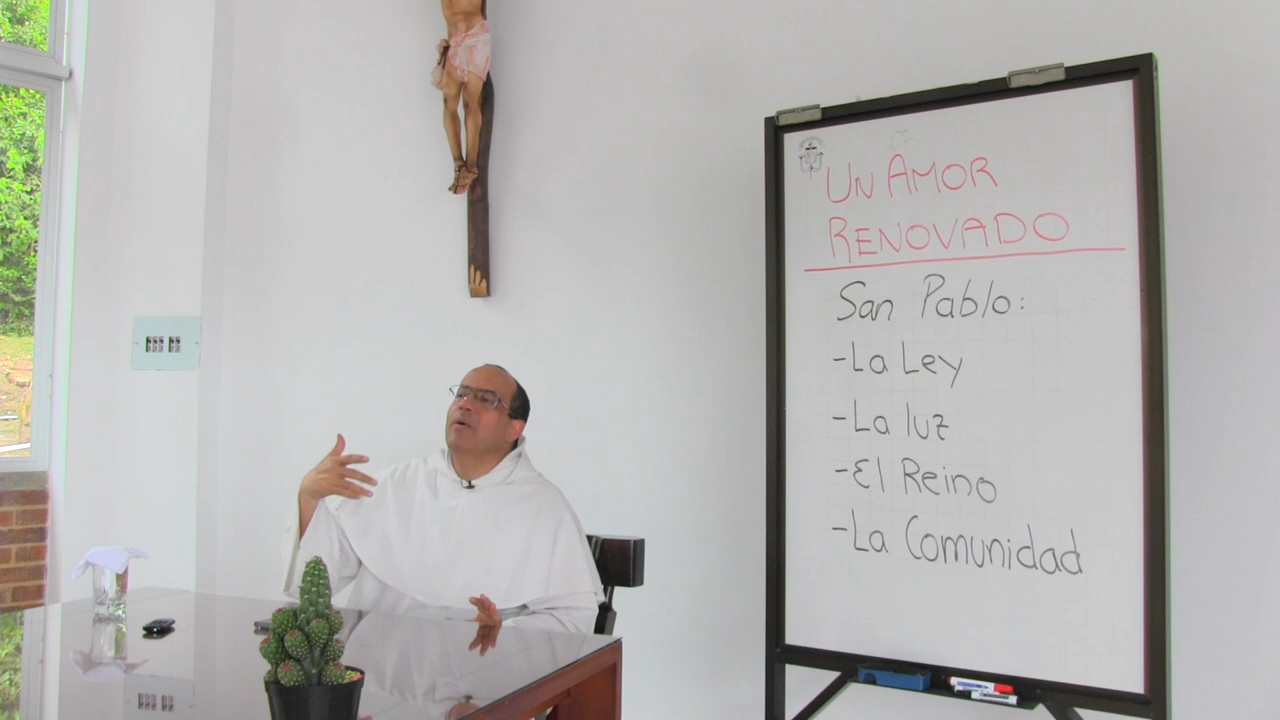 UN AMOR
RENOVADO
San Pablo:
-La Ley
-La luz
-El Reino
-La Comunidad